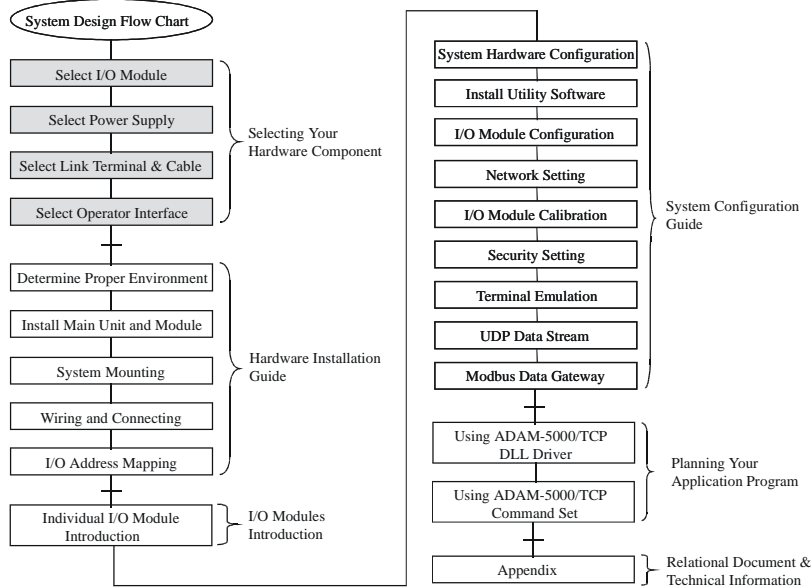 System Design Flow Chart
Select I/O Module
Select Power Supply
Select Link Terminal & Cable
Select Operator Interface
Selecting Your
Hardware Component
Determine Proper Environment
Install Main Unit and Module
System Mounting
Wiring and Connecting
I/O Address Mapping
Hardware Installation
Guide
Individual I/O Module
Introduction
I/O Modules
Introduction
System Hardware Configuration
Install Utility Software
I/O Module Configuration
Network Setting
I/O Module Calibration
Security Setting
Terminal Emulation
UDP Data Stream
Modbus Data Gateway
System Configuration
Guide
Using ADAM-5000/TCP
DLL Driver
Using ADAM-5000/TCP
Command Set
Planning Your
Application Program
Appendix
Relational Document &
Technical Information